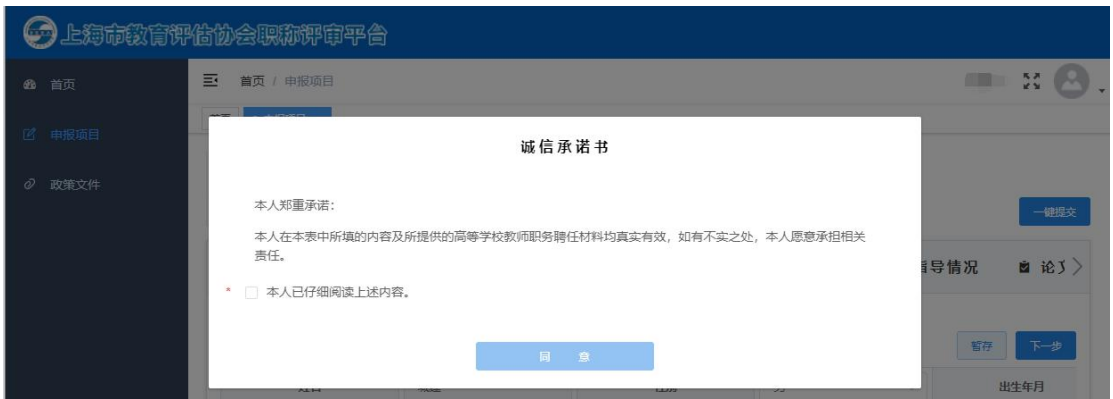 上海市教育评估协会职称评审平台
首页
首页 / 申报项目
申报项目
政策文件
诚信承诺书
本人郑重承诺：
本人在本表中所填的内容及所提供的高等学校教师职务聘任材料均真实有效，如有不实之处，本人愿意承担相关
责任。
* 本人已仔细阅读上述内容。
同 意
一键提交
指导情况
论文
暂存
下一步
出生年月